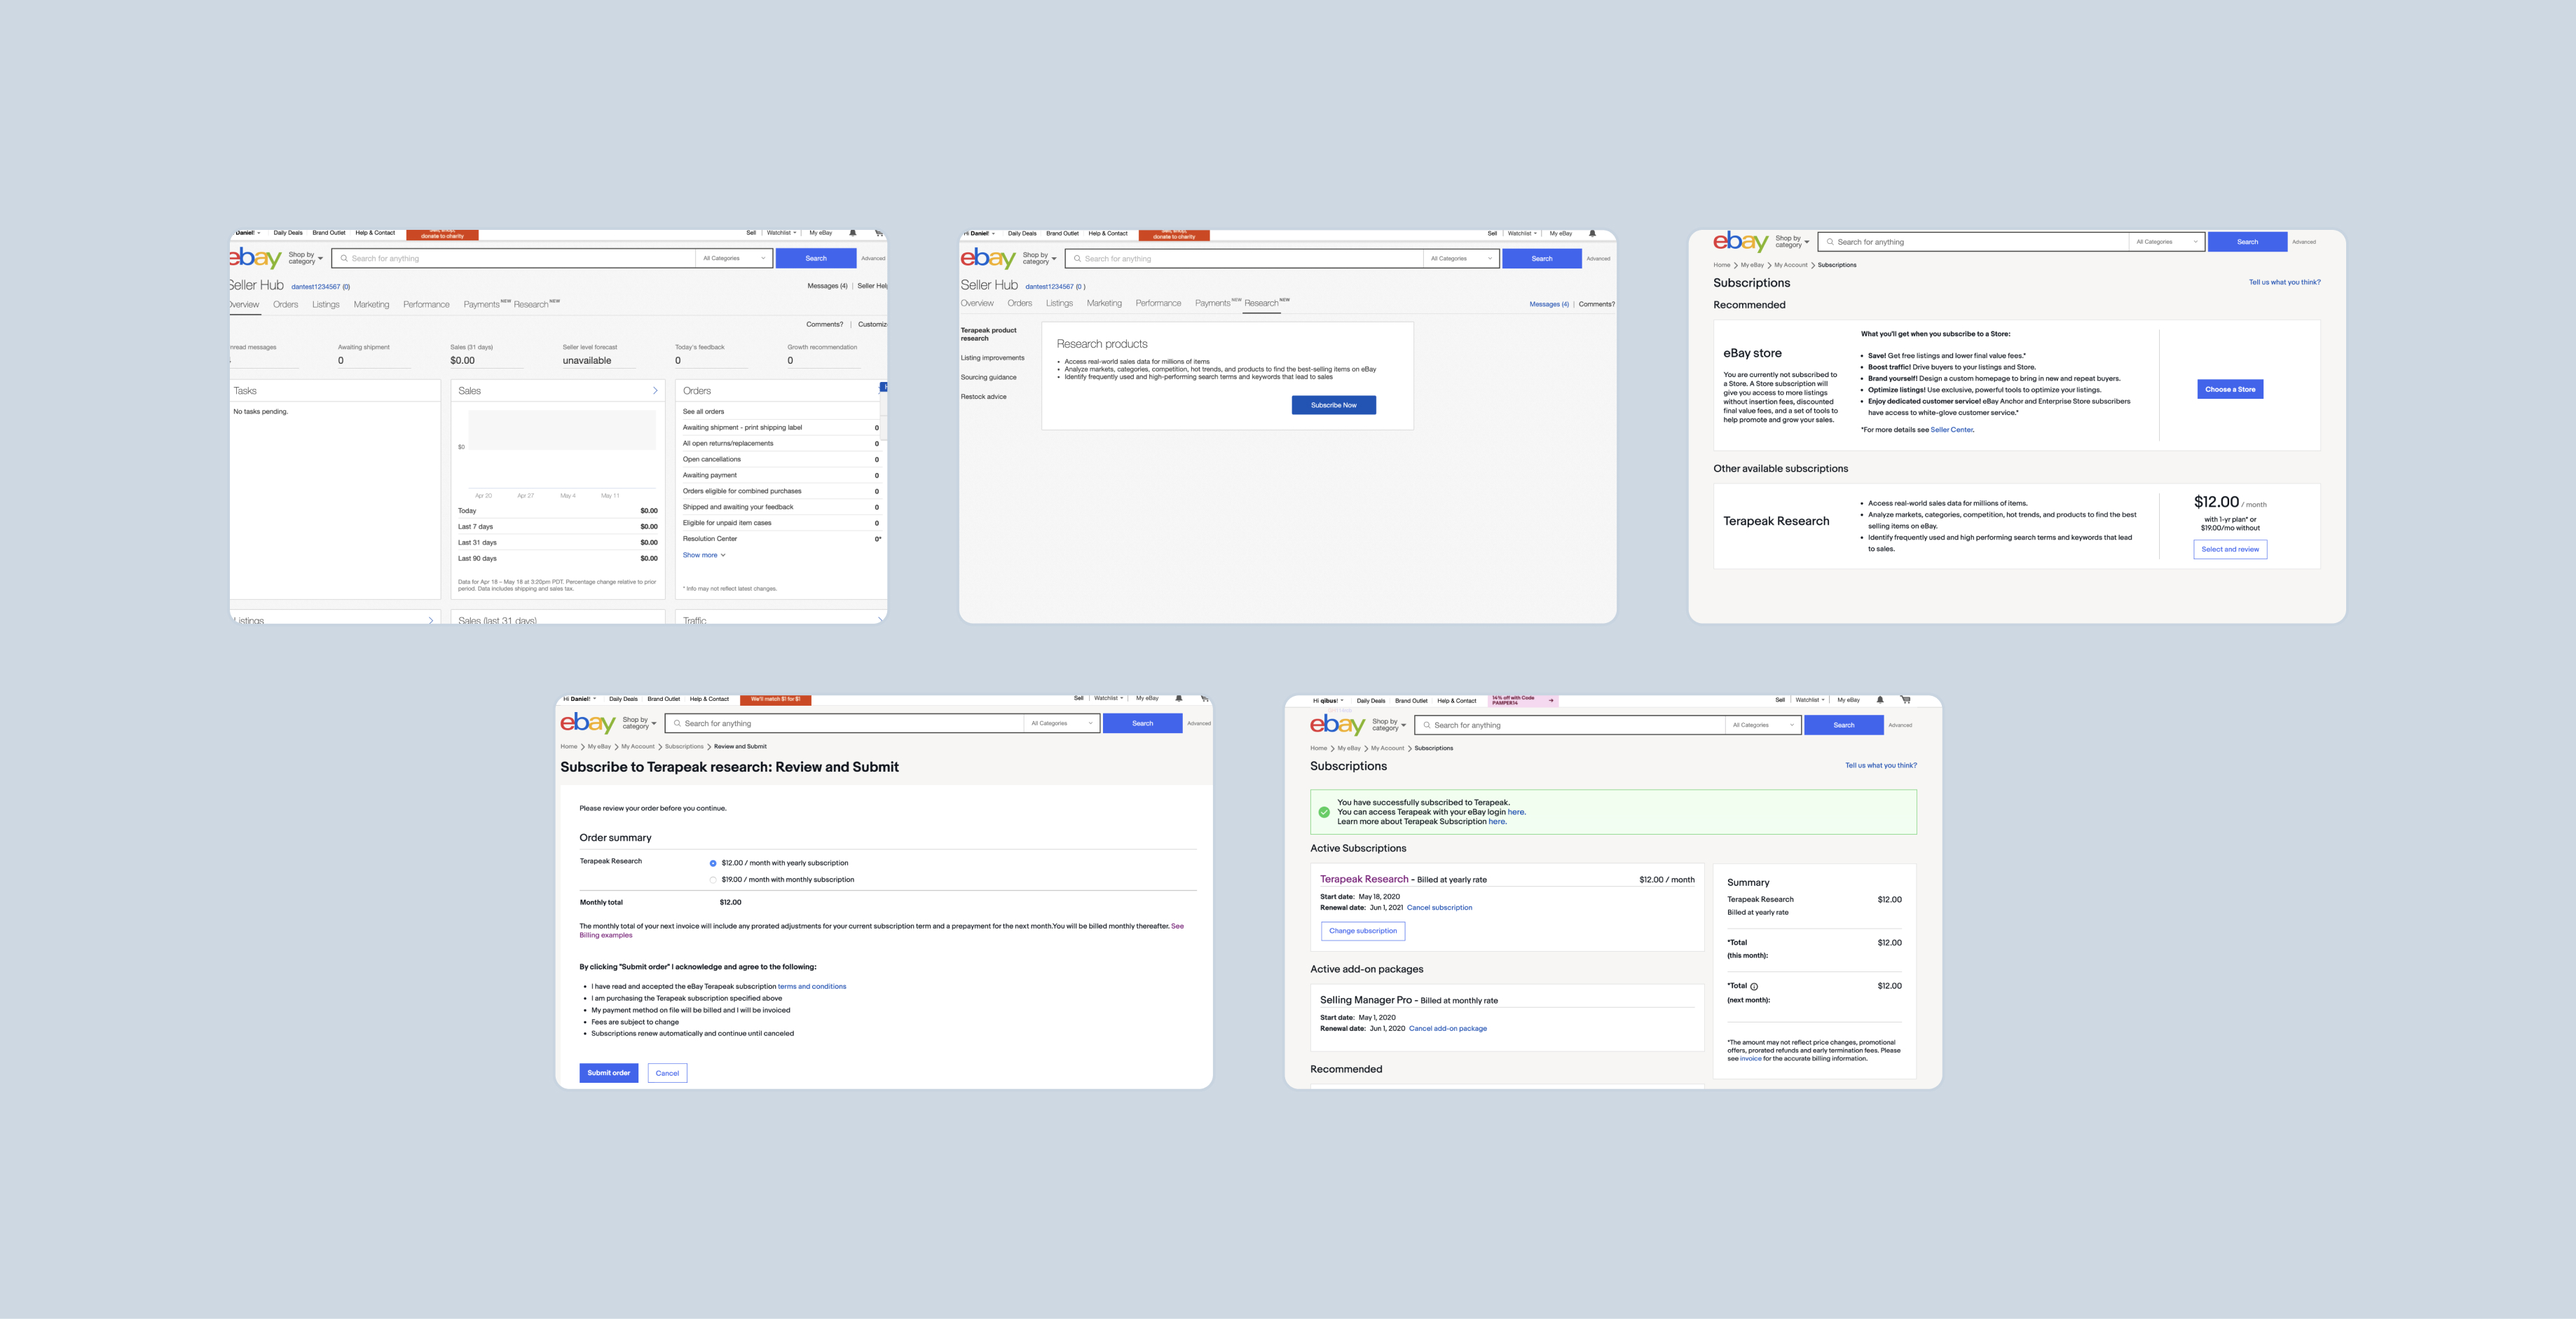 Daniel! Daily Deals Brand Outlet Help & Contact donate to charity Sell Watchlist My eBay
ebay Shop by category Search for anything All Categories Search Advanced
Seller Hub dantest1234567 (0) Messages (4) | Seller Help
Overview Orders Listings Marketing Performance Payments NEW Research NEW
Comments? | Customize
unread messages Awaiting shipment Sales (31 days) Seller level forecast Today's feedback Growth recommendation
0 $0.00 unavailable 0 0
Tasks
No tasks pending.
Sales
$0
Apr 20 Apr 27 May 4 May 11
Today $0.00
Last 7 days $0.00
Last 31 days $0.00
Last 90 days $0.00
Data for Apr 18 – May 18 at 3:20pm PDT. Percentage change relative to prior
period. Data includes shipping and sales tax.
Orders
See all orders
Awaiting shipment - print shipping label 0
All open returns/replacements 0
Open cancellations 0
Awaiting payment 0
Orders eligible for combined purchases 0
Shipped and awaiting your feedback 0
Eligible for unpaid item cases 0
Resolution Center 0*
Show more
* Info may not reflect latest changes.
Listings
Sales (last 31 days)
Traffic
Hi Daniel! Daily Deals Brand Outlet Help & Contact donate to charity Sell Watchlist My eBay
ebay Shop by category Search for anything All Categories Search Advanced
Seller Hub dantest1234567 (0 )
Overview Orders Listings Marketing Performance Payments NEW Research NEW Messages (4) | Comments?
Terapeak product
research
Listing improvements
Sourcing guidance
Restock advice
Research products
• Access real-world sales data for millions of items
• Analyze markets, categories, competition, hot trends, and products to find the best-selling items on eBay
• Identify frequently used and high-performing search terms and keywords that lead to sales
Subscribe Now
ebay Shop by category Search for anything All Categories Search Advanced
Home > My eBay > My Account > Subscriptions
Subscriptions Tell us what you think?
Recommended
eBay store
You are currently not subscribed to
a Store. A Store subscription will
give you access to more listings
without insertion fees, discounted
final value fees, and a set of tools to
help promote and grow your sales.
What you'll get when you subscribe to a Store:
• Save! Get free listings and lower final value fees.*
• Boost traffic! Drive buyers to your listings and Store.
• Brand yourself! Design a custom homepage to bring in new and repeat buyers.
• Optimize listings! Use exclusive, powerful tools to optimize your listings.
• Enjoy dedicated customer service! eBay Anchor and Enterprise Store subscribers
have access to white-glove customer service.*
*For more details see Seller Center.
Choose a Store
Other available subscriptions
Terapeak Research
• Access real-world sales data for millions of items.
• Analyze markets, categories, competition, hot trends, and products to find the best
selling items on eBay.
• Identify frequently used and high performing search terms and keywords that lead
to sales.
$12.00 / month
with 1-yr plan* or
$19.00/mo without
Select and review
Hi Daniel! Daily Deals Brand Outlet Help & Contact We'll match $1 for $1 Sell Watchlist My eBay
ebay Shop by category Search for anything All Categories Search Advanced
Home > My eBay > My Account > Subscriptions > Review and Submit
Subscribe to Terapeak research: Review and Submit
Please review your order before you continue.
Order summary
Terapeak Research $12.00 / month with yearly subscription
$19.00 / month with monthly subscription
Monthly total $12.00
The monthly total of your next invoice will include any prorated adjustments for your current subscription term and a prepayment for the next month.You will be billed monthly thereafter. See
Billing examples
By clicking "Submit order" I acknowledge and agree to the following:
• I have read and accepted the eBay Terapeak subscription terms and conditions
• I am purchasing the Terapeak subscription specified above
• My payment method on file will be billed and I will be invoiced
• Fees are subject to change
• Subscriptions renew automatically and continue until canceled
Submit order Cancel
Hi qibus! Daily Deals Brand Outlet Help & Contact 14% off with Code PAMPER14 Sell Watchlist My eBay
ebay Shop by category Search for anything All Categories Search Advanced
Home > My eBay > My Account > Subscriptions
Subscriptions Tell us what you think?
You have successfully subscribed to Terapeak.
You can access Terapeak with your eBay login here.
Learn more about Terapeak Subscription here.
Active Subscriptions
Terapeak Research - Billed at yearly rate $12.00 / month
Start date: May 18, 2020
Renewal date: Jun 1, 2021 Cancel subscription
Change subscription
Active add-on packages
Selling Manager Pro - Billed at monthly rate
Start date: May 1, 2020
Renewal date: Jun 1, 2020 Cancel add-on package
Recommended
Summary
Terapeak Research $12.00
Billed at yearly rate
*Total $12.00
(this month):
*Total $12.00
(next month):
*The amount may not reflect price changes, promotional
offers, prorated refunds and early termination fees. Please
see invoice for the accurate billing information.